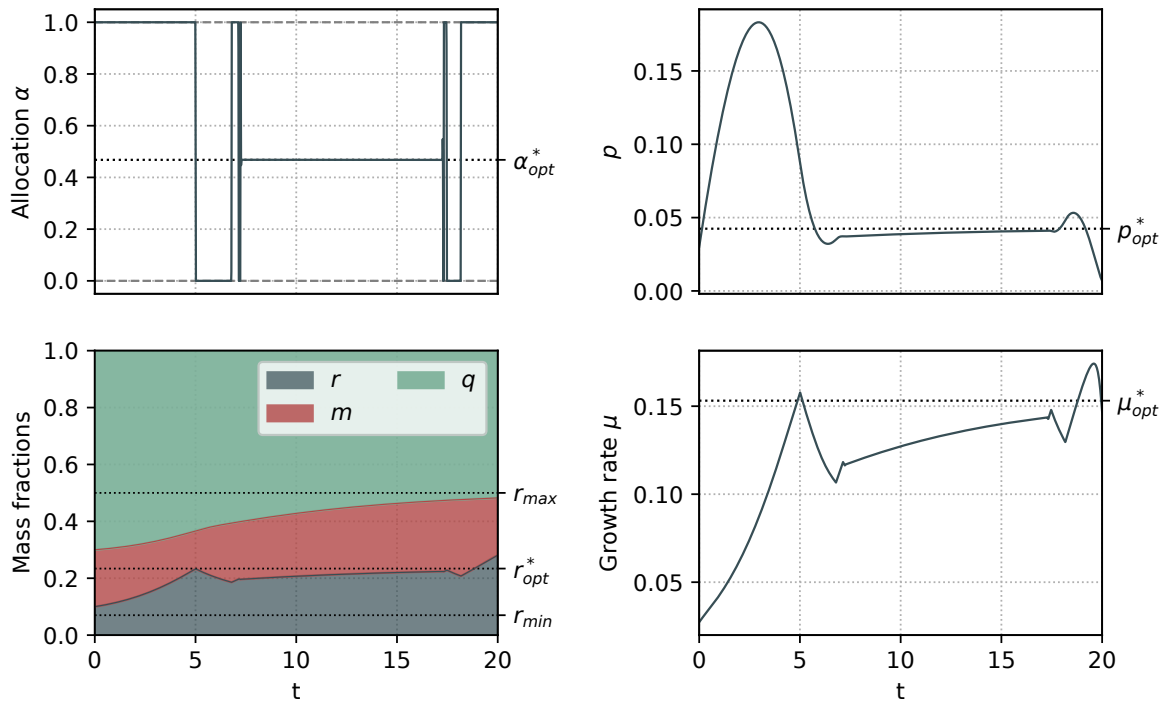 Allocation α
1.0
0.8
0.6
0.4
0.2
0.0
α*opt
p
0.15
0.10
0.05
0.00
p*opt
Mass fractions
1.0
0.8
0.6
0.4
0.2
0.0
r
q
m
rmax
r*opt
rmin
0
5
10
15
20
t
Growth rate μ
0.15
0.10
0.05
μ*opt
0
5
10
15
20
t